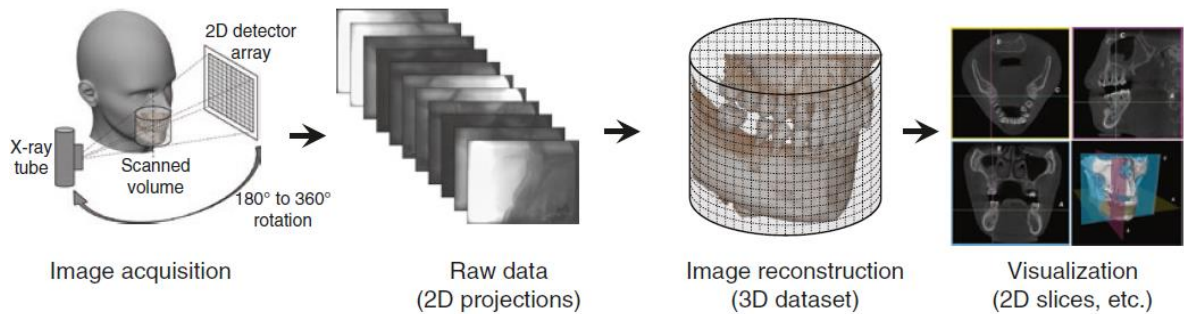 2D detector
array
X-ray
tube
Scanned
volume
180° to 360°
rotation
Image acquisition
Raw data
(2D projections)
Image reconstruction
(3D dataset)
Visualization
(2D slices, etc.)